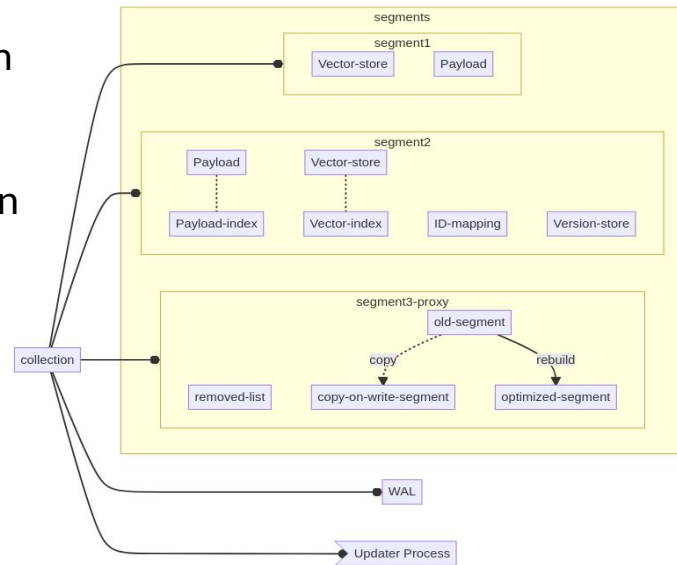 segments
segment1
Vector-store
Payload
segment2
Payload
Vector-store
Payload-index
Vector-index
ID-mapping
Version-store
segment3-proxy
old-segment
collection
copy
rebuild
removed-list
copy-on-write-segment
optimized-segment
WAL
Updater Process